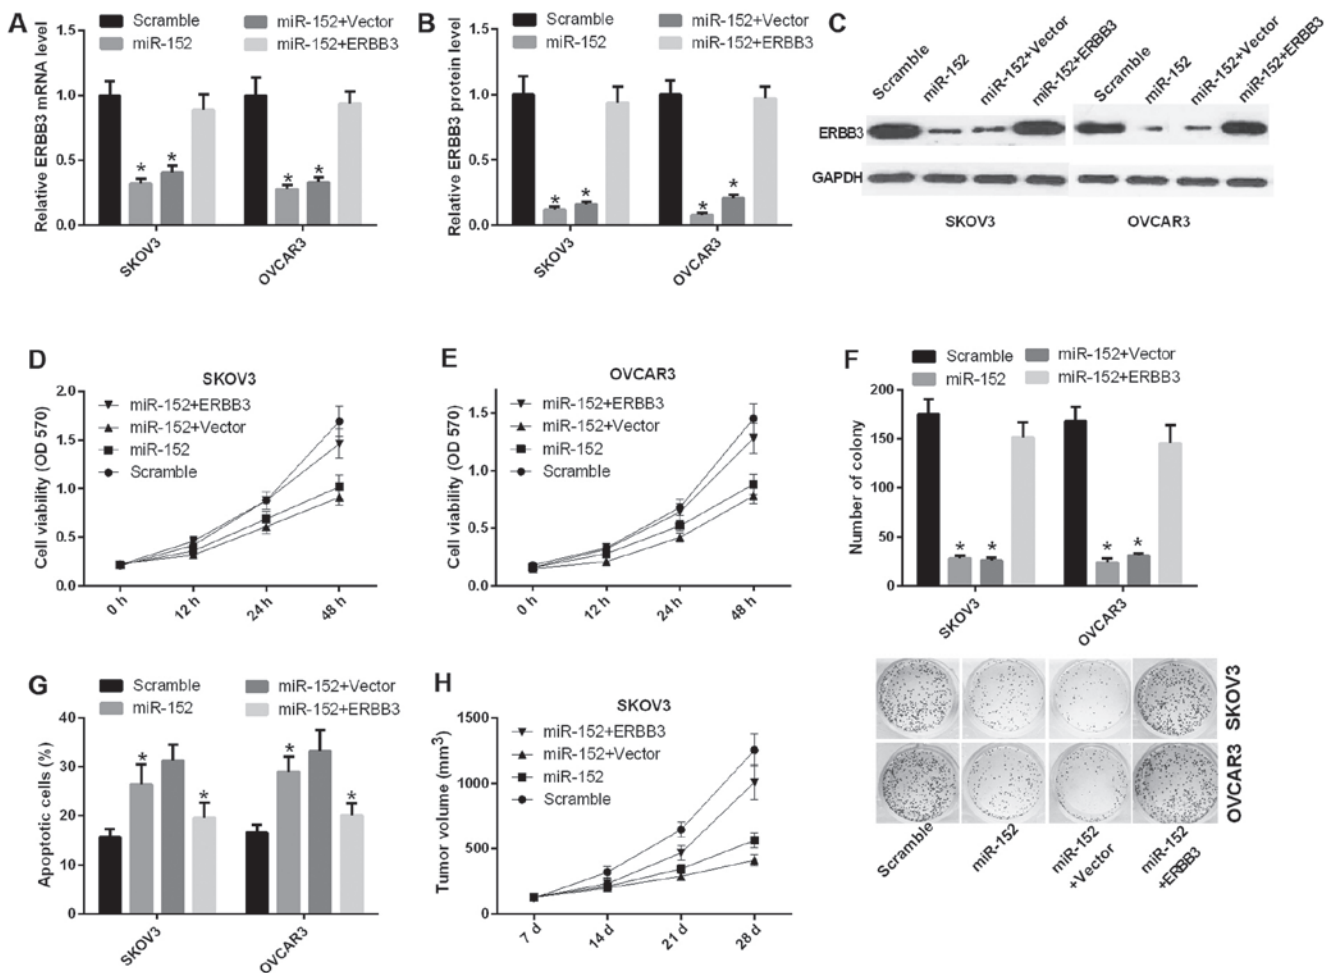 A
Scramble
miR-152
miR-152+Vector
miR-152+ERBB3
Relative ERBB3 mRNA level
1.5
1.0
0.5
0.0
*
*
*
*
SKOV3
OVCAR3
B
Scramble
miR-152
miR-152+Vector
miR-152+ERBB3
Relative ERBB3 protein level
1.5
1.0
0.5
0.0
*
*
*
*
SKOV3
OVCAR3
C
Scramble
miR-152
miR-152+Vector
miR-152+ERBB3
Scramble
miR-152
miR-152+Vector
miR-152+ERBB3
ERBB3
GAPDH
SKOV3
OVCAR3
D
SKOV3
miR-152+ERBB3
miR-152+Vector
miR-152
Scramble
Cell viability (OD 570)
2.0
1.5
1.0
0.5
0.0
0 h
12 h
24 h
48 h
E
OVCAR3
miR-152+ERBB3
miR-152+Vector
miR-152
Scramble
Cell viability (OD 570)
1.5
1.0
0.5
0.0
0 h
12 h
24 h
48 h
F
Scramble
miR-152
miR-152+Vector
miR-152+ERBB3
Number of colony
200
150
100
50
0
*
*
*
*
SKOV3
OVCAR3
SKOV3
OVCAR3
Scramble
miR-152
miR-152
+Vector
miR-152
+ERBB3
G
Scramble
miR-152
miR-152+Vector
miR-152+ERBB3
Apoptotic cells (%)
40
30
20
10
0
*
*
*
*
SKOV3
OVCAR3
H
SKOV3
miR-152+ERBB3
miR-152+Vector
miR-152
Scramble
Tumor volume (mm³)
1500
1000
500
0
7 d
14 d
21 d
28 d